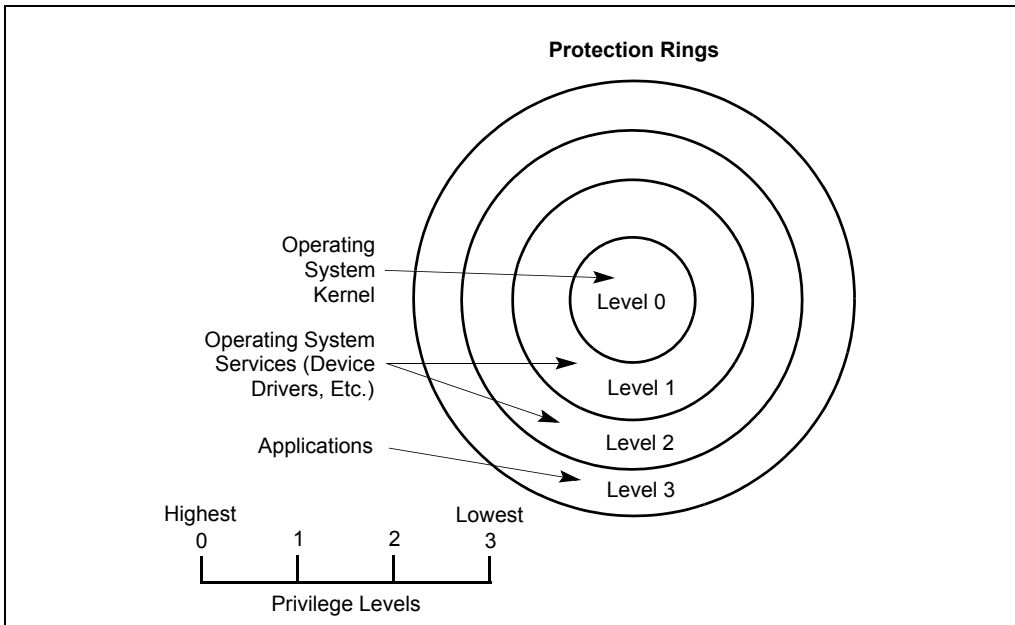 Protection Rings
Operating
System
Kernel
Level 0
Operating System
Services (Device
Drivers, Etc.)
Level 1
Applications
Level 2
Level 3
Highest
Lowest
0
1
2
3
Privilege Levels